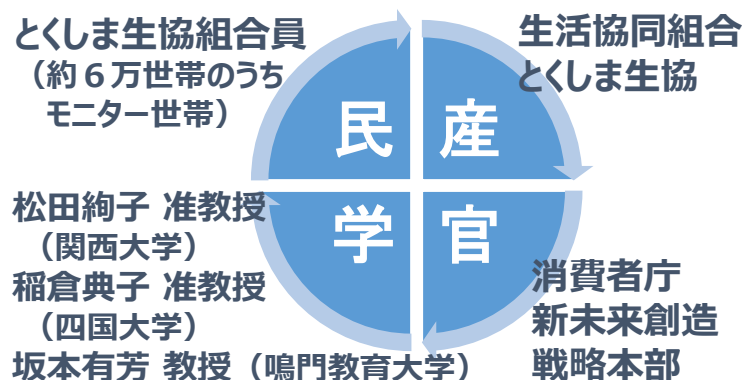 とくしま生協組合員
（約６万世帯のうち
モニター世帯）
生活協同組合
とくしま生協
民
産
学
官
松田絢子 准教授
（関西大学）
稲倉典子 准教授
（四国大学）
坂本有芳 教授（鳴門教育大学）
消費者庁
新未来創造
戦略本部